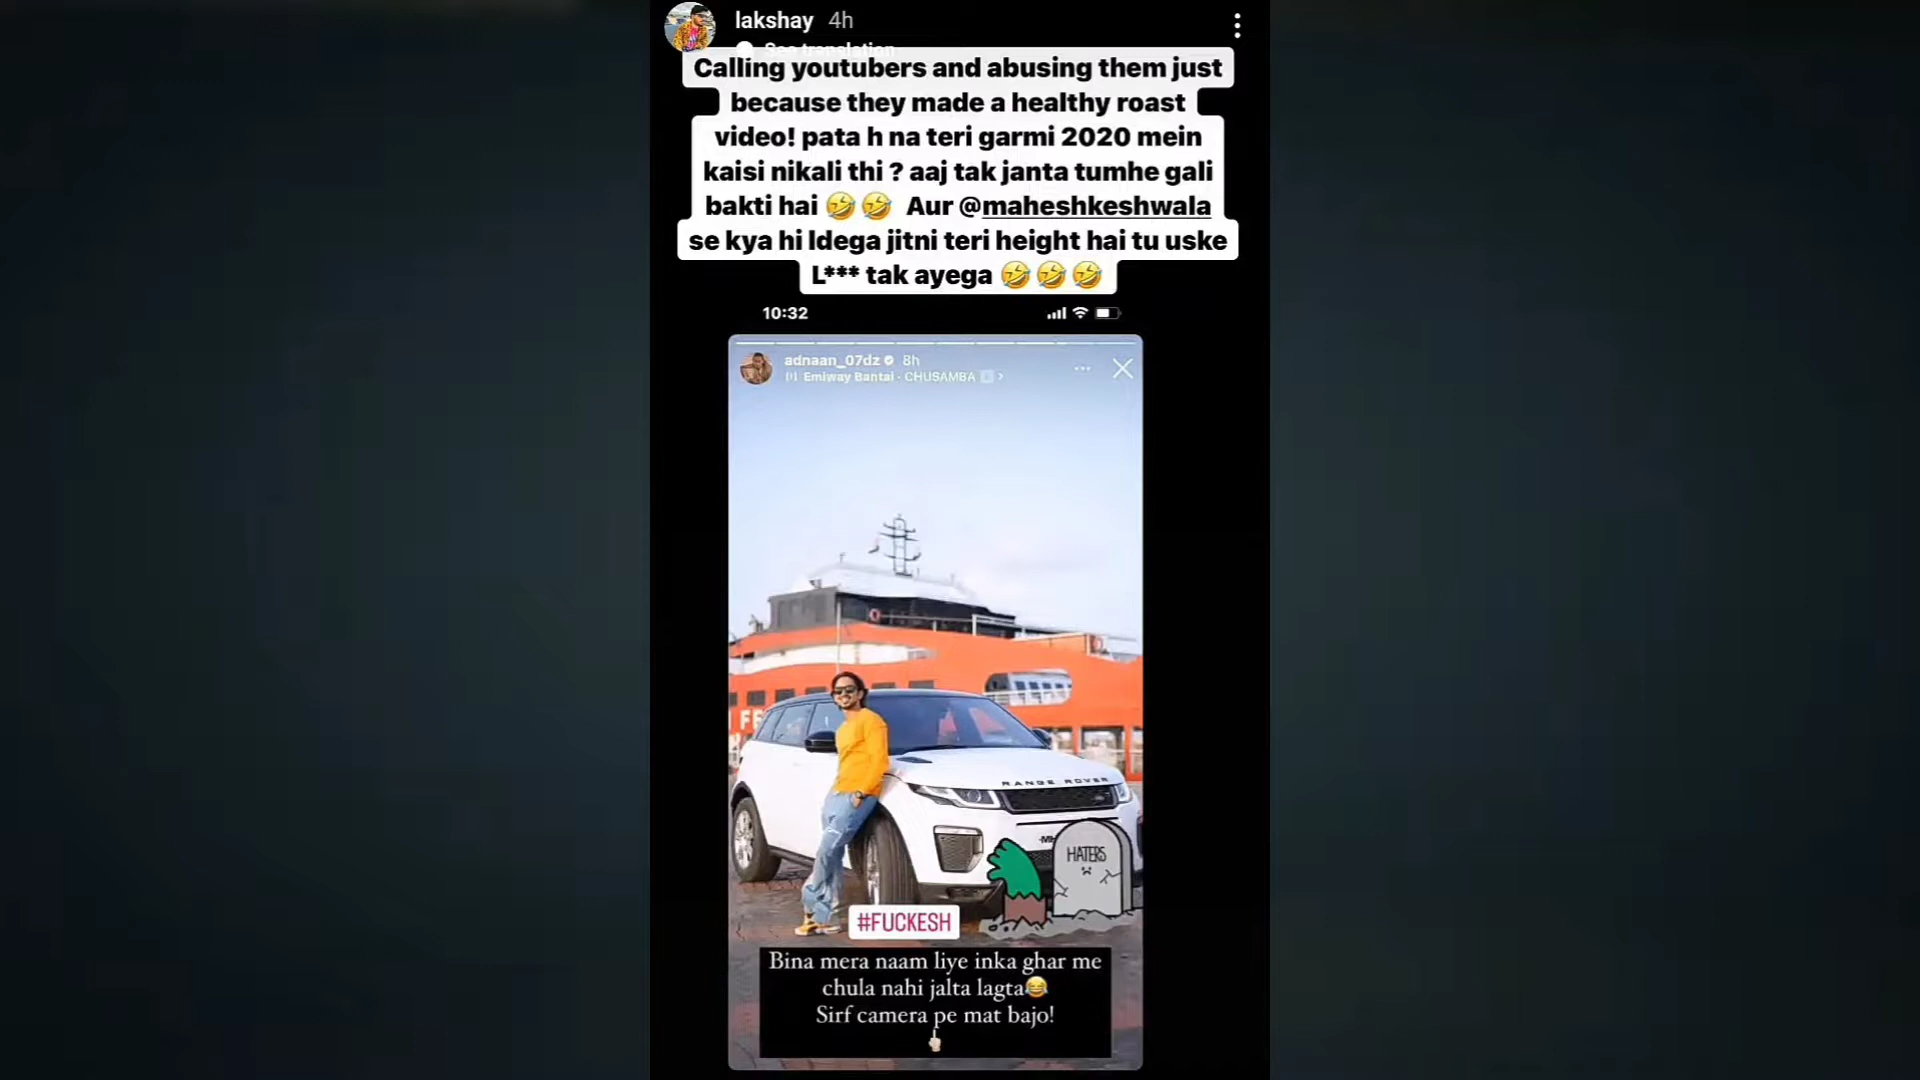 lakshay 4h
See translation
Calling youtubers and abusing them just
because they made a healthy roast
video! pata h na teri garmi 2020 mein
kaisi nikali thi ? aaj tak janta tumhe gali
bakti hai 🤣🤣 Aur @maheshkeshwala
se kya hi ldega jitni teri height hai tu uske
L*** tak ayega 🤣🤣🤣
10:32
adnaan_07dz 8h
Emiway Bantai · CHUSAMBA E >
RANGE ROVER
HATERS
#FUCKESH
Bina mera naam liye inka ghar me
chula nahi jalta lagta😂
Sirf camera pe mat bajo!
🖕🏻